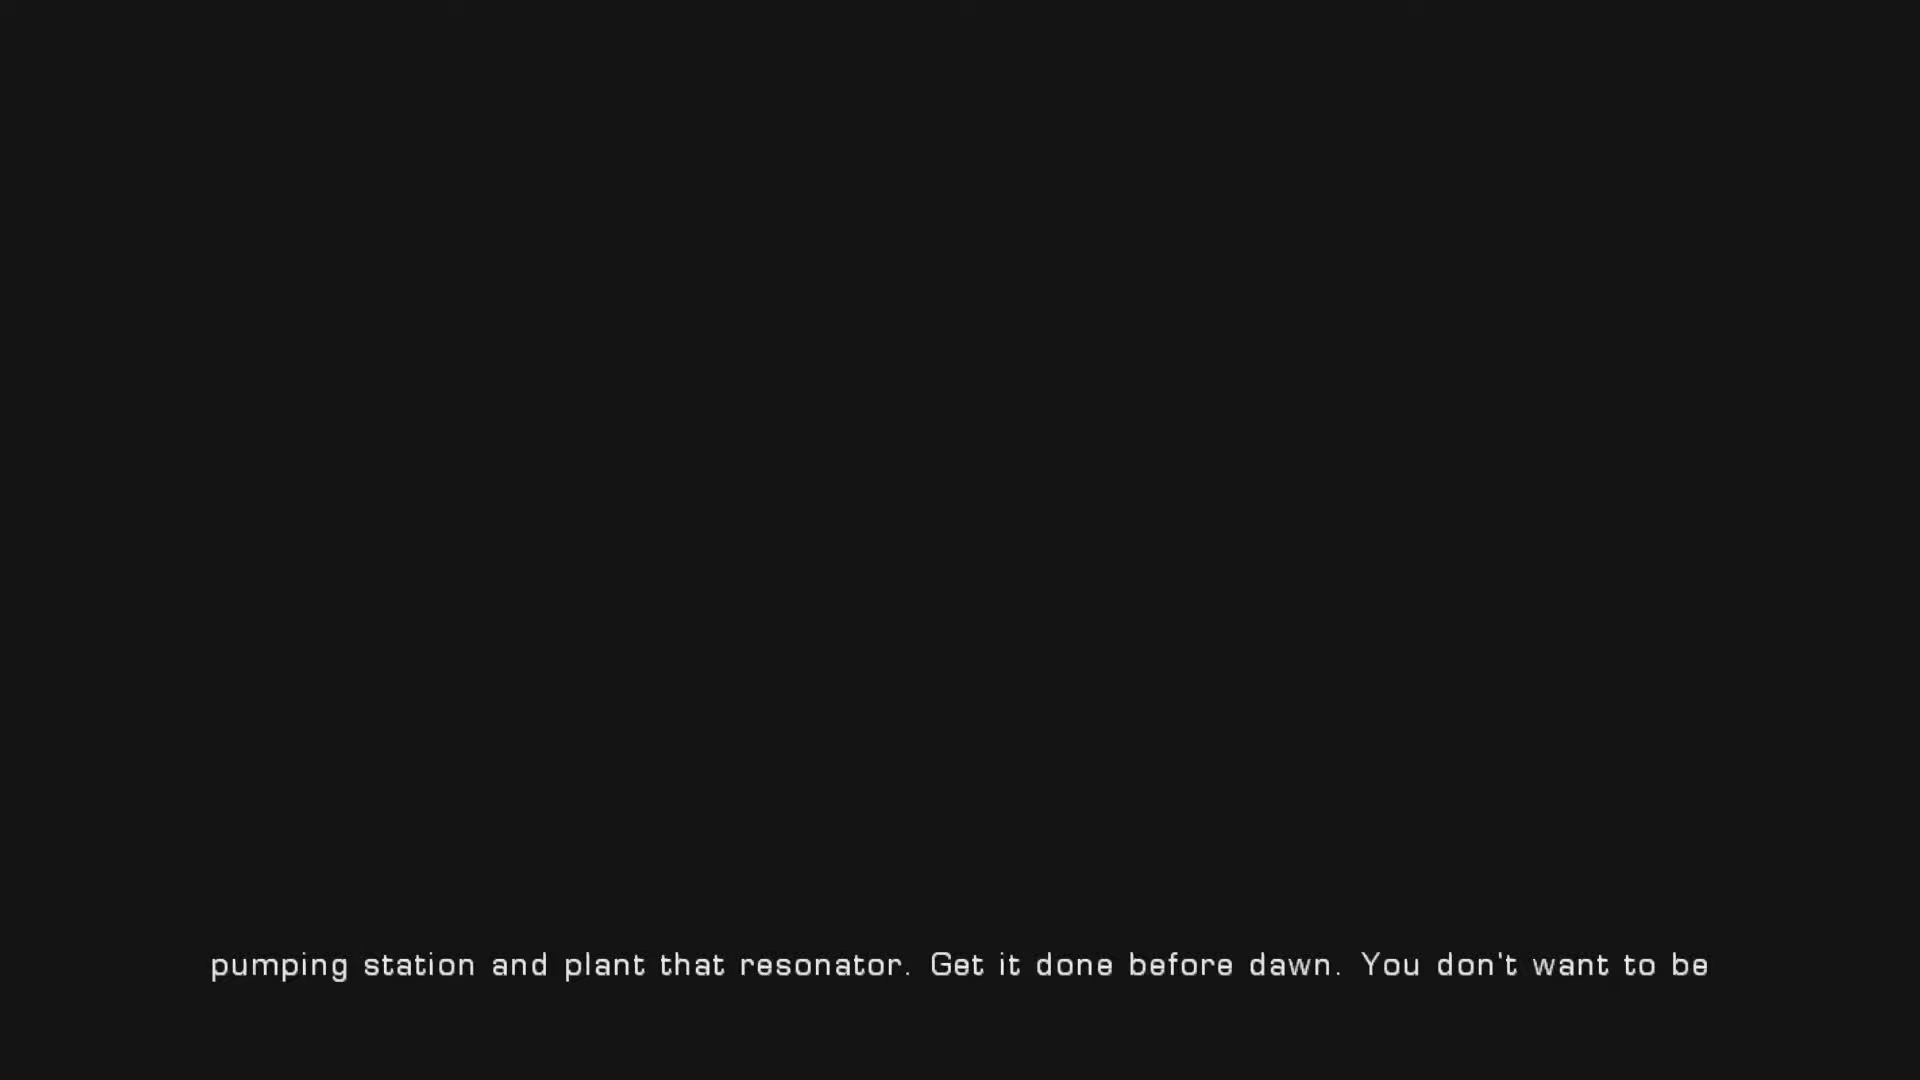 pumping station and plant that resonator. Get it done before dawn. You don't want to be